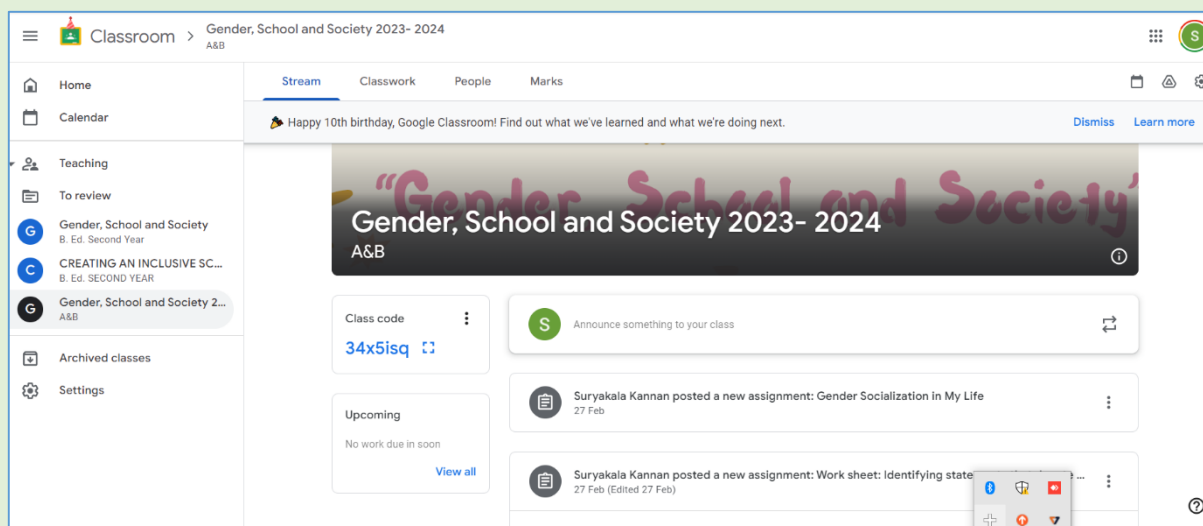 Classroom > Gender, School and Society 2023- 2024
A&B
S
Home
Calendar
Teaching
To review
G Gender, School and Society
B. Ed. Second Year
C CREATING AN INCLUSIVE SC...
B. Ed. SECOND YEAR
G Gender, School and Society 2...
A&B
Archived classes
Settings
Stream Classwork People Marks
Happy 10th birthday, Google Classroom! Find out what we've learned and what we're doing next. Dismiss Learn more
"Gender School and Society"
Gender, School and Society 2023- 2024
A&B
Class code
34x5isq
Upcoming
No work due in soon
View all
S Announce something to your class
Suryakala Kannan posted a new assignment: Gender Socialization in My Life
27 Feb
Suryakala Kannan posted a new assignment: Work sheet: Identifying state
27 Feb (Edited 27 Feb)